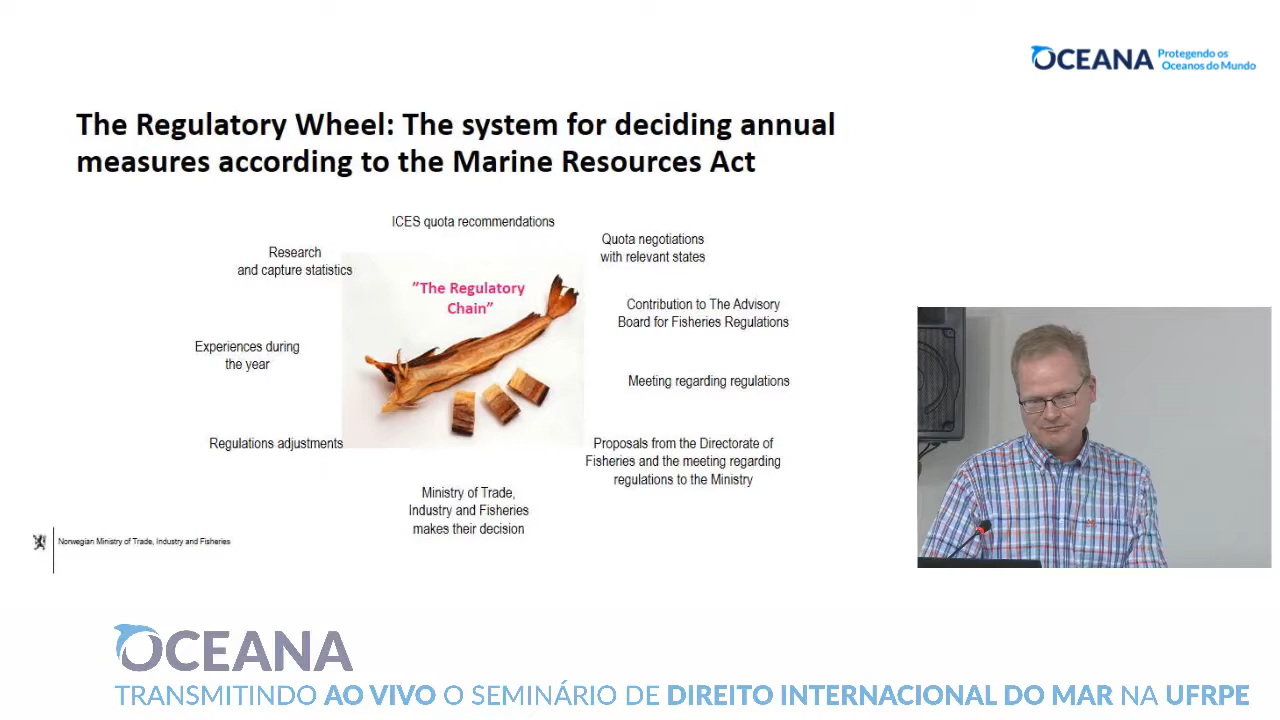 OCEANA
Protegendo os
Oceanos do Mundo
The Regulatory Wheel: The system for deciding annual
measures according to the Marine Resources Act
ICES quota recommendations
Quota negotiations
with relevant states
Contribution to The Advisory
Board for Fisheries Regulations
Meeting regarding regulations
Proposals from the Directorate of
Fisheries and the meeting regarding
regulations to the Ministry
Ministry of Trade,
Industry and Fisheries
makes their decision
Regulations adjustments
Experiences during
the year
Research
and capture statistics
"The Regulatory
Chain"
Norwegian Ministry of Trade, Industry and Fisheries
OCEANA
TRANSMITINDO AO VIVO O SEMINÁRIO DE DIREITO INTERNACIONAL DO MAR NA UFRPE